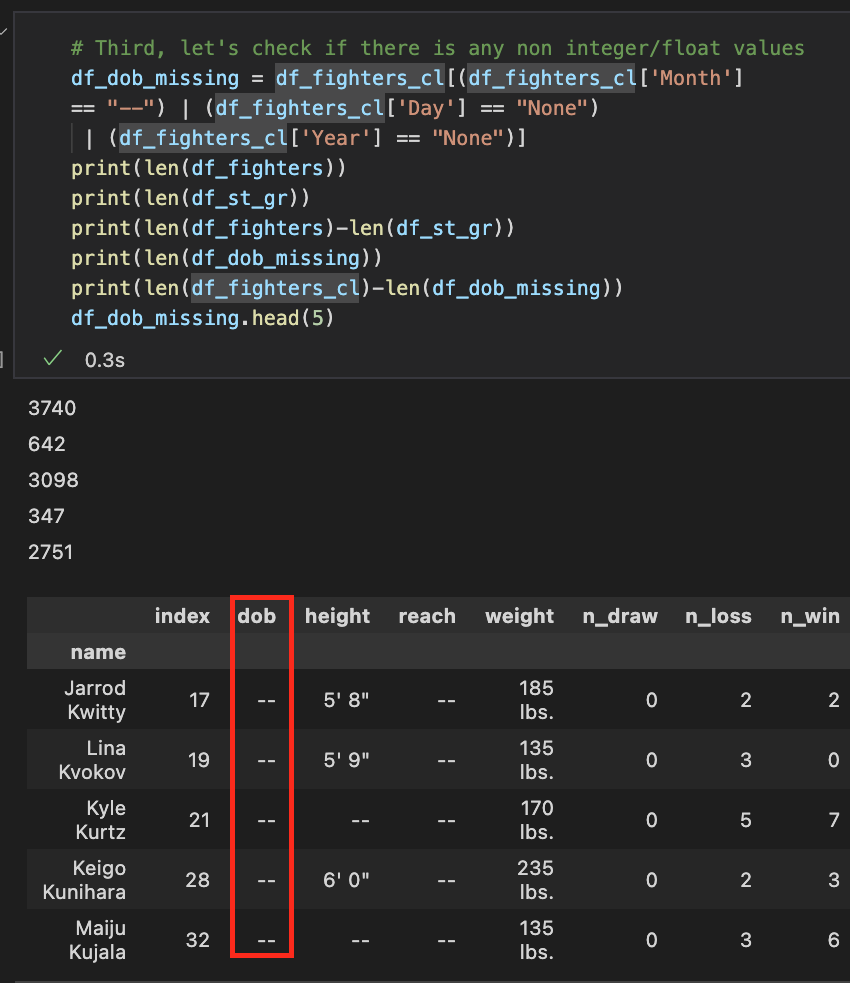 # Third, let's check if there is any non integer/float values
df_dob_missing = df_fighters_cl[(df_fighters_cl['Month']
== "--") | (df_fighters_cl['Day'] == "None")
| (df_fighters_cl['Year'] == "None")]
print(len(df_fighters))
print(len(df_st_gr))
print(len(df_fighters)-len(df_st_gr))
print(len(df_dob_missing))
print(len(df_fighters_cl)-len(df_dob_missing))
df_dob_missing.head(5)
] ✓ 0.3s
3740
642
3098
347
2751
index dob height reach weight n_draw n_loss n_win
name
Jarrod Kwitty 17 -- 5' 8" -- 185 lbs. 0 2 2
Lina Kvokov 19 -- 5' 9" -- 135 lbs. 0 3 0
Kyle Kurtz 21 -- -- -- 170 lbs. 0 5 7
Keigo Kunihara 28 -- 6' 0" -- 235 lbs. 0 2 3
Maiju Kujala 32 -- -- -- 135 lbs. 0 3 6